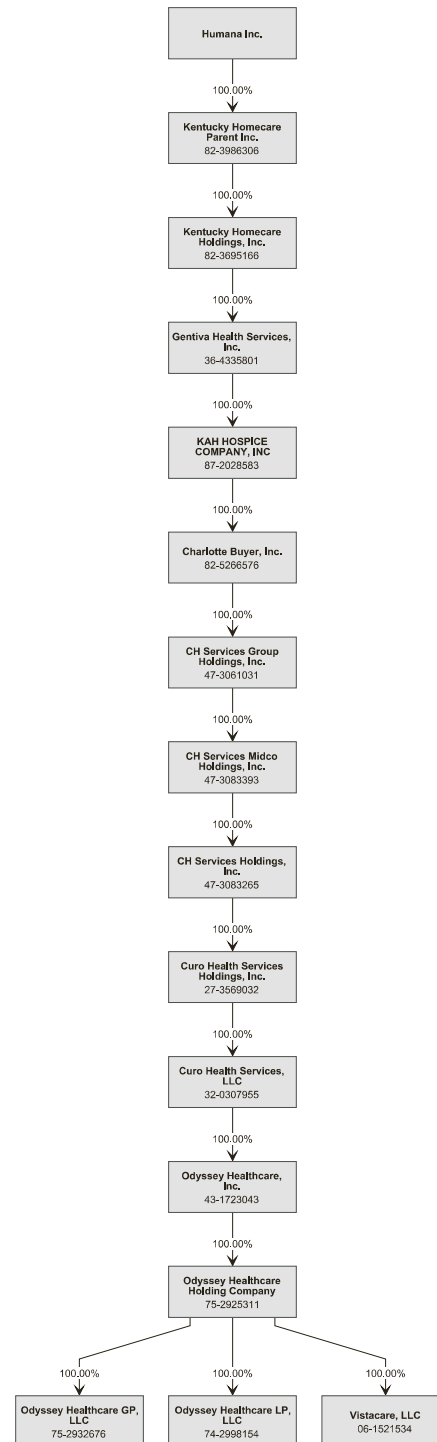 Humana Inc.
100.00%
Kentucky Homecare
Parent Inc.
82-3986306
100.00%
Kentucky Homecare
Holdings, Inc.
82-3695166
100.00%
Gentiva Health Services,
Inc.
36-4335801
100.00%
KAH HOSPICE
COMPANY, INC
87-2028583
100.00%
Charlotte Buyer, Inc.
82-5266576
100.00%
CH Services Group
Holdings, Inc.
47-3061031
100.00%
CH Services Midco
Holdings, Inc.
47-3083393
100.00%
CH Services Holdings,
Inc.
47-3083265
100.00%
Curo Health Services
Holdings, Inc.
27-3569032
100.00%
Curo Health Services,
LLC
32-0307955
100.00%
Odyssey Healthcare,
Inc.
43-1723043
100.00%
Odyssey Healthcare
Holding Company
75-2925311
100.00% 100.00% 100.00%
Odyssey Healthcare GP,
LLC
75-2932676
Odyssey Healthcare LP,
LLC
74-2998154
Vistacare, LLC
06-1521534